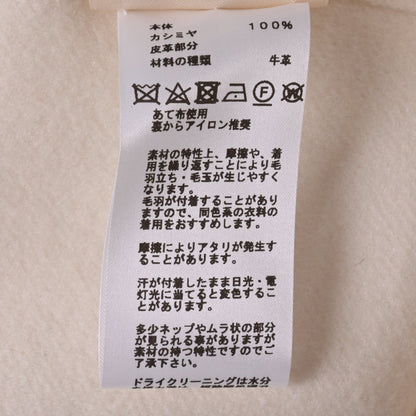 本体 100%
カシミヤ
皮革部分
材料の種類 牛革
F
W
あて布使用
裏からアイロン推奨
素材の特性上、摩擦や、着
用を繰り返すことにより毛
羽立ち・毛玉が生じやすく
なります。
毛羽が付着することがあり
ますので、同色系の衣料の
着用をおすすめします。
摩擦によりアタリが発生す
ることがあります。
汗が付着したまま日光・電
灯光に当てると変色するこ
とがあります。
多少ネップやムラ状の部分
が見られる事がありますが
素材の持つ特性ですのでご
了承下さい。
ドライクリーニングは水分